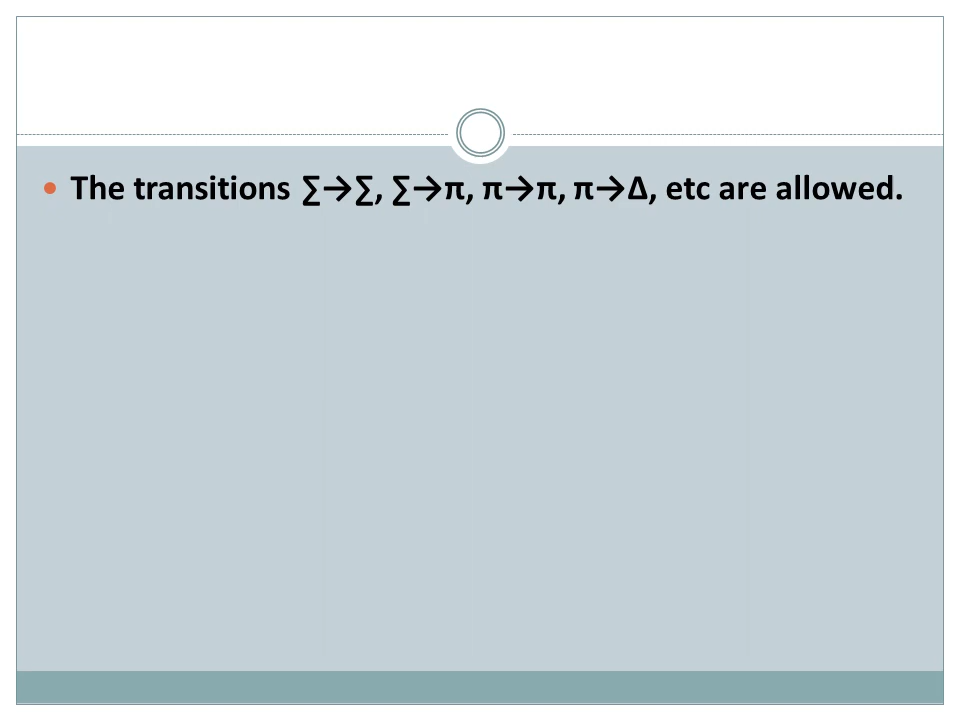 • The transitions ∑→∑, ∑→π, π→π, π→Δ, etc are allowed.